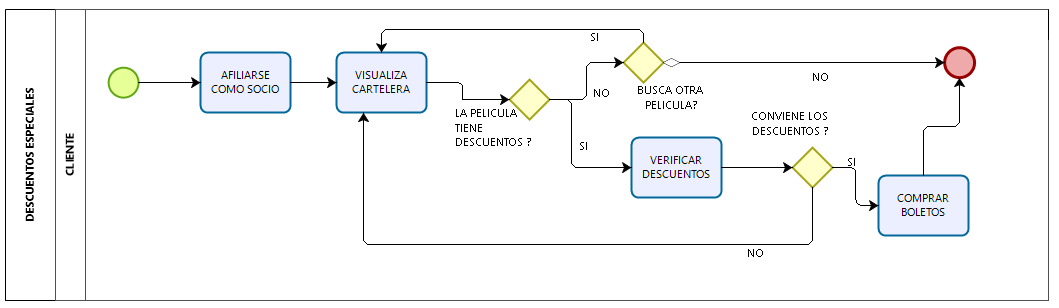 DESCUENTOS ESPECIALES
CLIENTE
AFILIARSE
COMO SOCIO
VISUALIZA
CARTELERA
LA PELICULA
TIENE
DESCUENTOS ?
SI
NO
BUSCA OTRA
PELICULA?
NO
SI
VERIFICAR
DESCUENTOS
CONVIENE LOS
DESCUENTOS ?
SI
NO
COMPRAR
BOLETOS